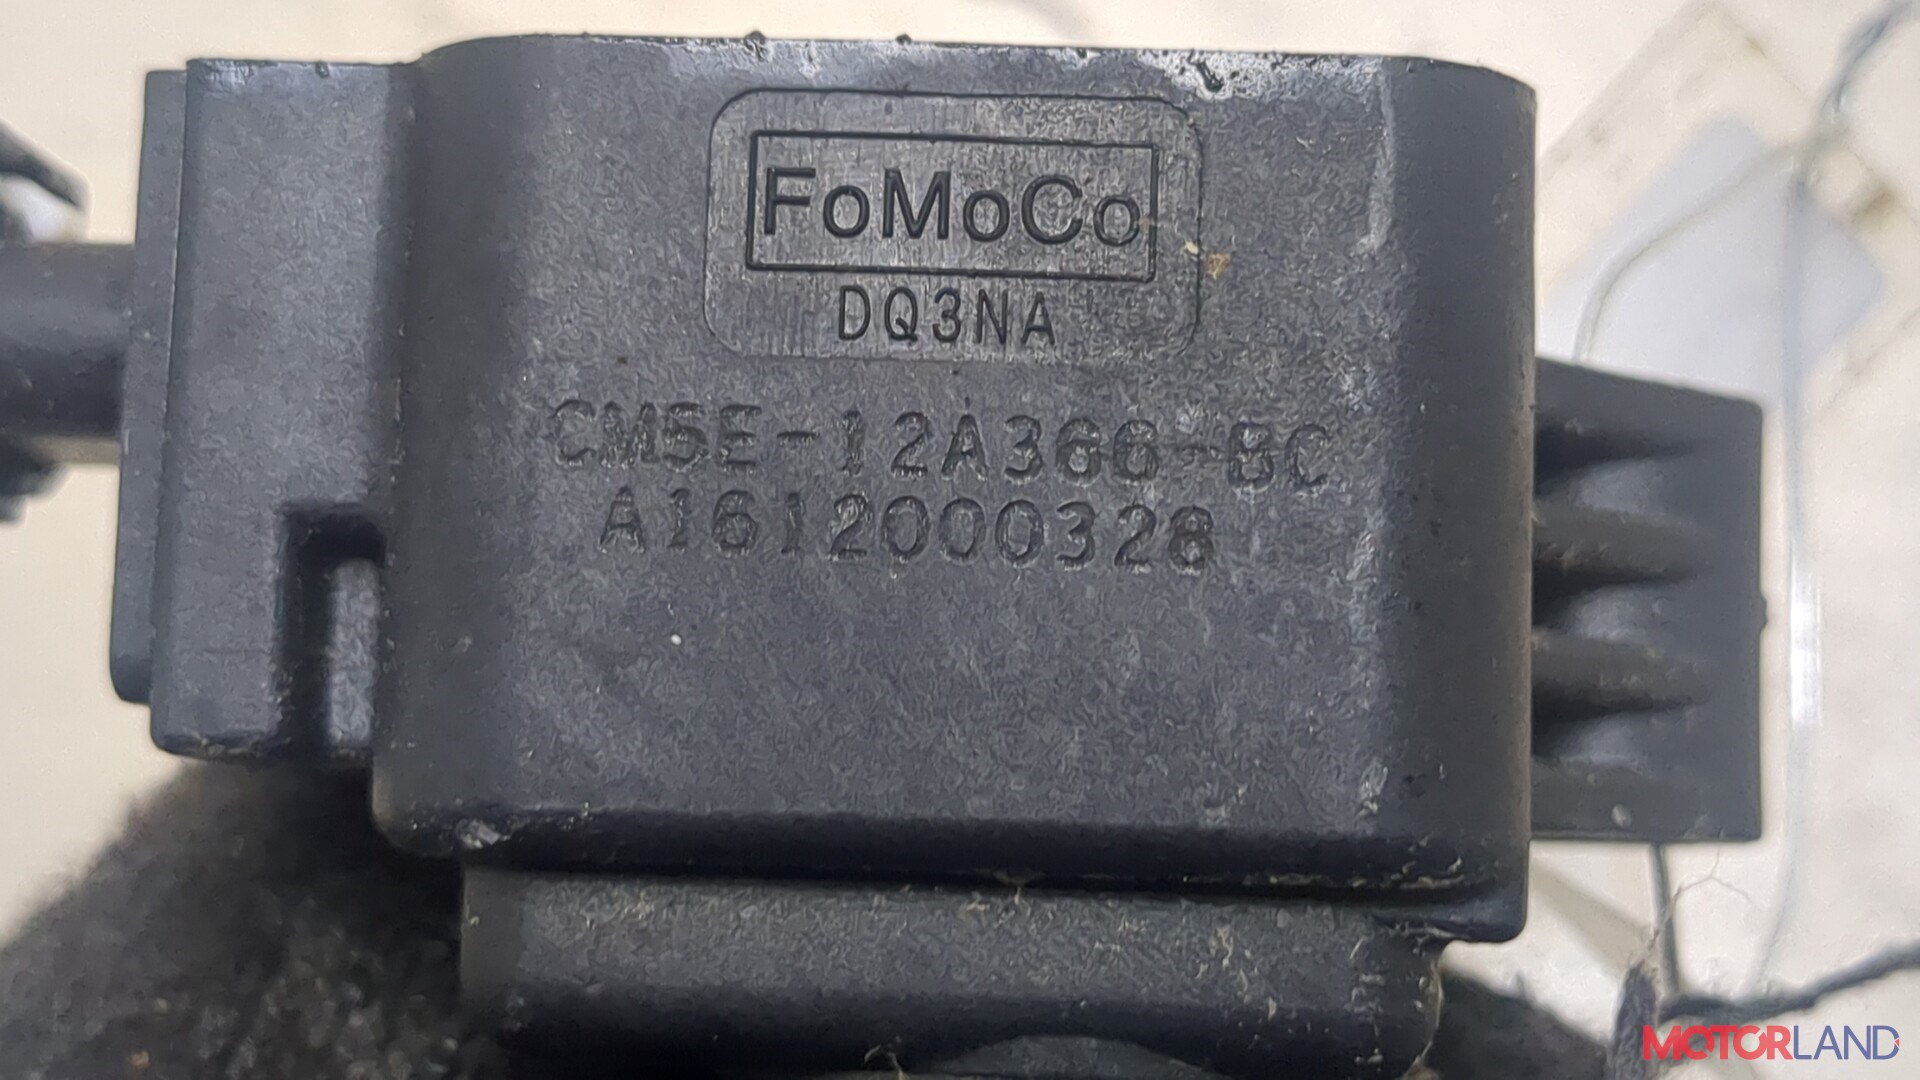 FoMoCo
DQ3NA
CM5E-12A366-BC
A1612000328
MOTORLAND